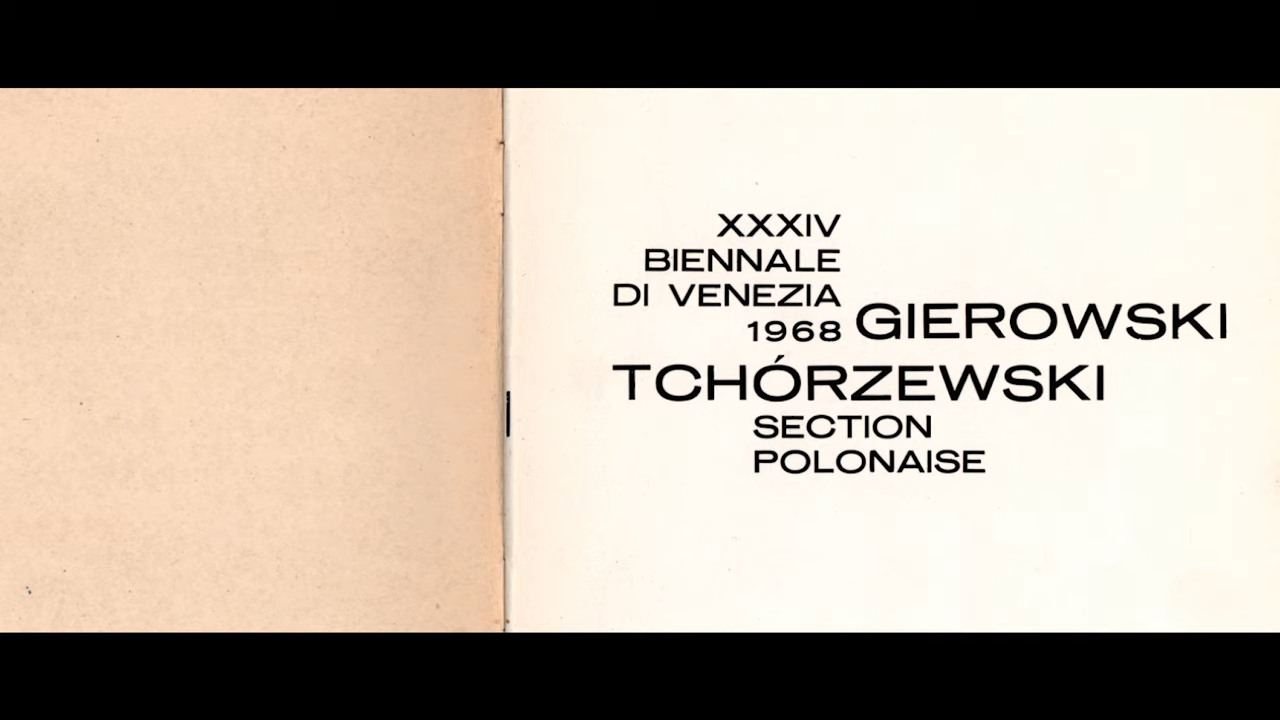 XXXIV
BIENNALE
DI VENEZIA
1968 GIEROWSKI
TCHÓRZEWSKI
SECTION
POLONAISE